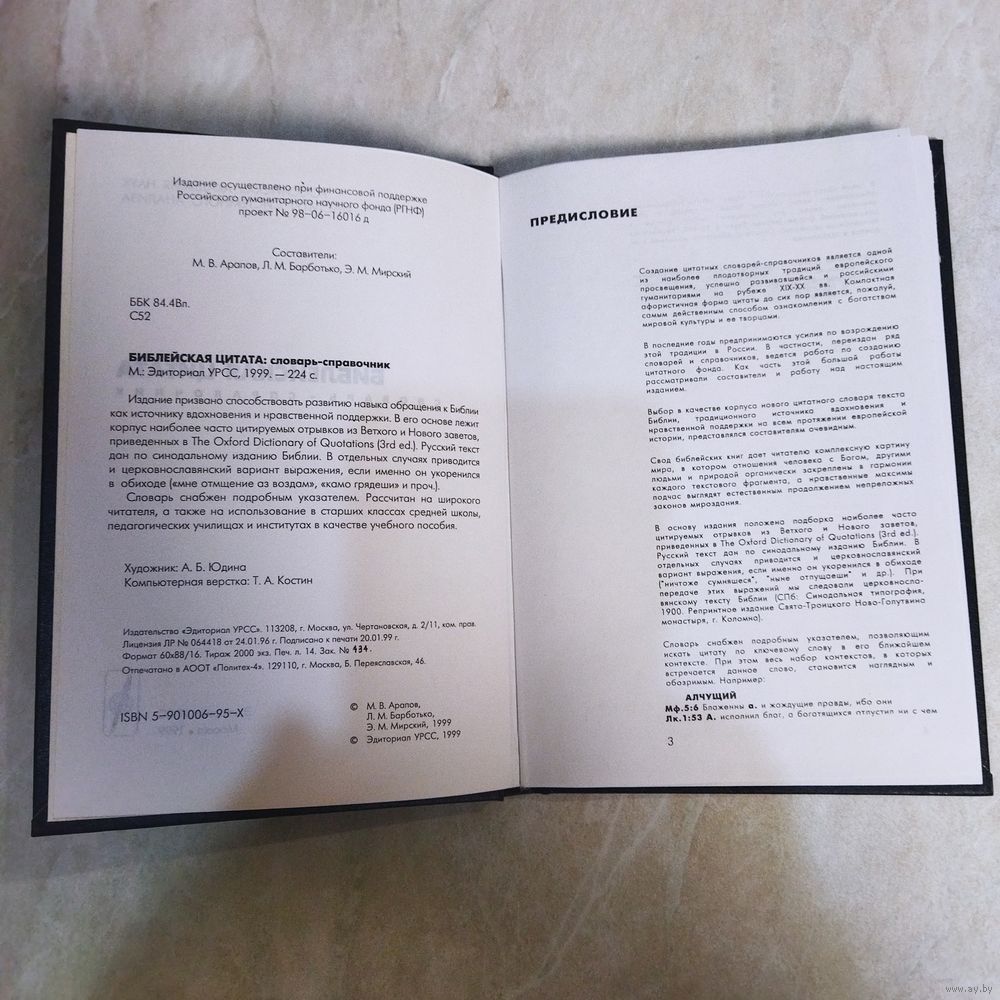 Издание осуществлено при финансовой поддержке
Российского гуманитарного научного фонда (РГНФ)
проект № 98–06–16016 д
Составители:
М. В. Арапов, Л. М. Барботько, Э. М. Мирский
ББК 84.4Вл.
С52
БИБЛЕЙСКАЯ ЦИТАТА: словарь-справочник
М.: Эдиториал УРСС, 1999. — 224 с.
Издание призвано способствовать развитию навыка обращения к Библии
как источнику вдохновения и нравственной поддержки. В его основе лежит
корпус наиболее часто цитируемых отрывков из Ветхого и Нового заветов,
приведенных в The Oxford Dictionary of Quotations (3rd ed.). Русский текст
дан по синодальному изданию Библии. В отдельных случаях приводится
и церковнославянский вариант выражения, если именно он укоренился
в обиходе («мне отмщение аз воздам», «камо грядеши» и проч.).
Словарь снабжен подробным указателем. Рассчитан на широкого
читателя, а также на использование в старших классах средней школы,
педагогических училищах и институтах в качестве учебного пособия.
Художник: А. Б. Юдина
Компьютерная верстка: Т. А. Костин
Издательство «Эдиториал УРСС». 113208, г. Москва, ул. Чертановская, д. 2/11, ком. прав.
Лицензия ЛР № 064418 от 24.01.96 г. Подписано к печати 20.01.99 г.
Формат 60х88/16. Тираж 2000 экз. Печ. л. 14. Зак. № 434.
Отпечатано в АООТ «Политех-4». 129110, г. Москва, Б. Переяславская, 46.
ISBN 5–901006–95–X
© М. В. Арапов,
Л. М. Барботько,
Э. М. Мирский, 1999
© Эдиториал УРСС, 1999
ПРЕДИСЛОВИЕ
Создание цитатных словарей-справочников является одной
из наиболее плодотворных традиций европейского
просвещения, успешно развивавшейся и российскими
гуманитариями на рубеже XIX-XX вв. Компактная
афористичная форма цитаты до сих пор является, пожалуй,
самым действенным способом ознакомления с богатством
мировой культуры и ее творцами.
В последние годы предпринимаются усилия по возрождению
этой традиции в России. В частности, переиздан ряд
словарей и справочников, ведется работа по созданию
цитатного фонда. Как часть этой большой работы
рассматривали составители и работу над настоящим
изданием.
Выбор в качестве корпуса нового цитатного словаря текста
Библии, традиционного источника вдохновения и
нравственной поддержки на всем протяжении европейской
истории, представлялся составителям очевидным.
Свод библейских книг дает читателю комплексную картину
мира, в котором отношения человека с Богом, другими
людьми и природой органически закреплены в гармонии
каждого текстового фрагмента, а нравственные максимы
подчас выглядят естественным продолжением непреложных
законов мироздания.
В основу издания положена подборка наиболее часто
цитируемых отрывков из Ветхого и Нового заветов,
приведенных в The Oxford Dictionary of Quotations (3rd ed.).
Русский текст дан по синодальному изданию Библии. В
отдельных случаях приводится и церковнославянский
вариант выражения, если именно он укоренился в обиходе
("ничтоже сумняшеся", "ныне отпущаеши" и др.). При
передаче этих выражений мы следовали церковносла-
вянскому тексту Библии (СПб: Синодальная типография,
1900. Репринтное издание Свято-Троицкого Ново-Голутвина
монастыря, г. Коломна).
Словарь снабжен подробным указателем, позволяющим
искать цитату по ключевому слову в его ближайшем
контексте. При этом весь набор контекстов, в которых
встречается данное слово, становится наглядным и
обозримым. Например:
АЛЧУЩИЙ
Мф.5:6 Блаженны а. и жаждущие правды, ибо они
Лк.1:53 А. исполнил благ, а богатящихся отпустил ни с чем
3
www.ay.by